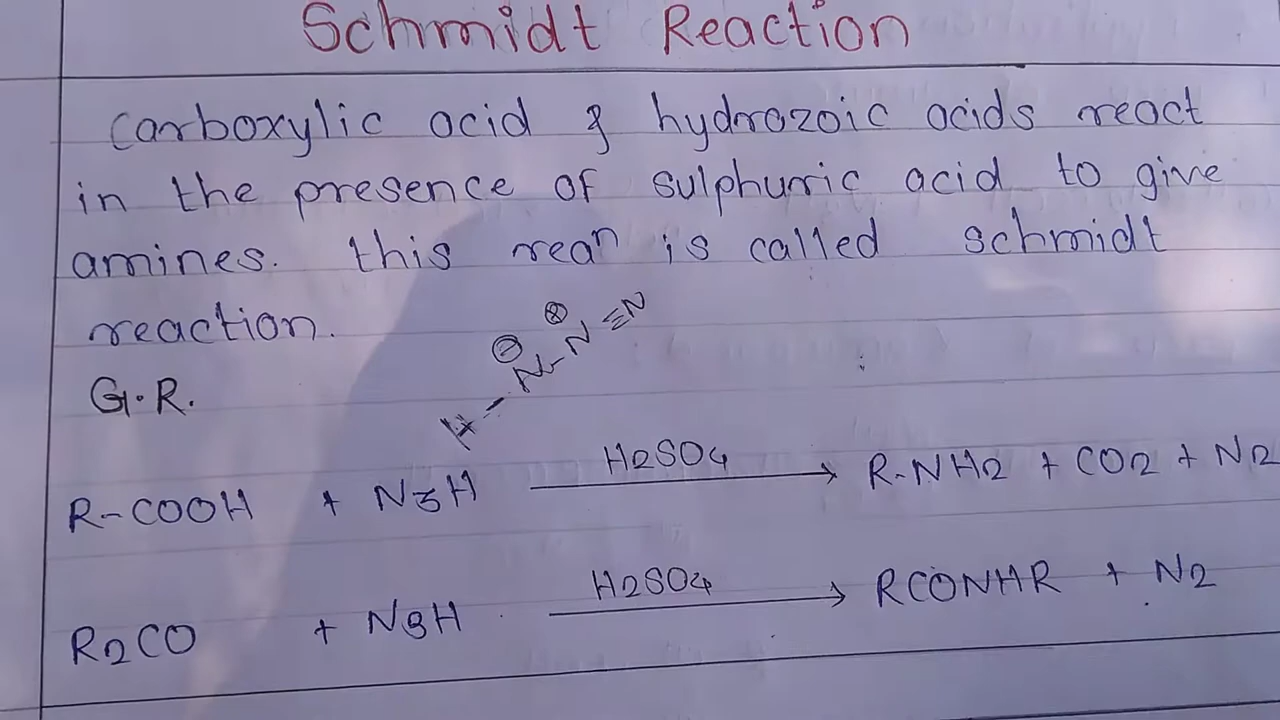 Schmidt Reaction
Carboxylic acid & hydrazoic acids react
in the presence of sulphuric acid to give
amines. this reaⁿ is called schmidt
reaction.
G.R.
H-N⊖-N⊕≡N
R-COOH + N3H H2SO4 → R-NH2 + CO2 + N2
R2CO + N3H H2SO4 → RCONHR + N2